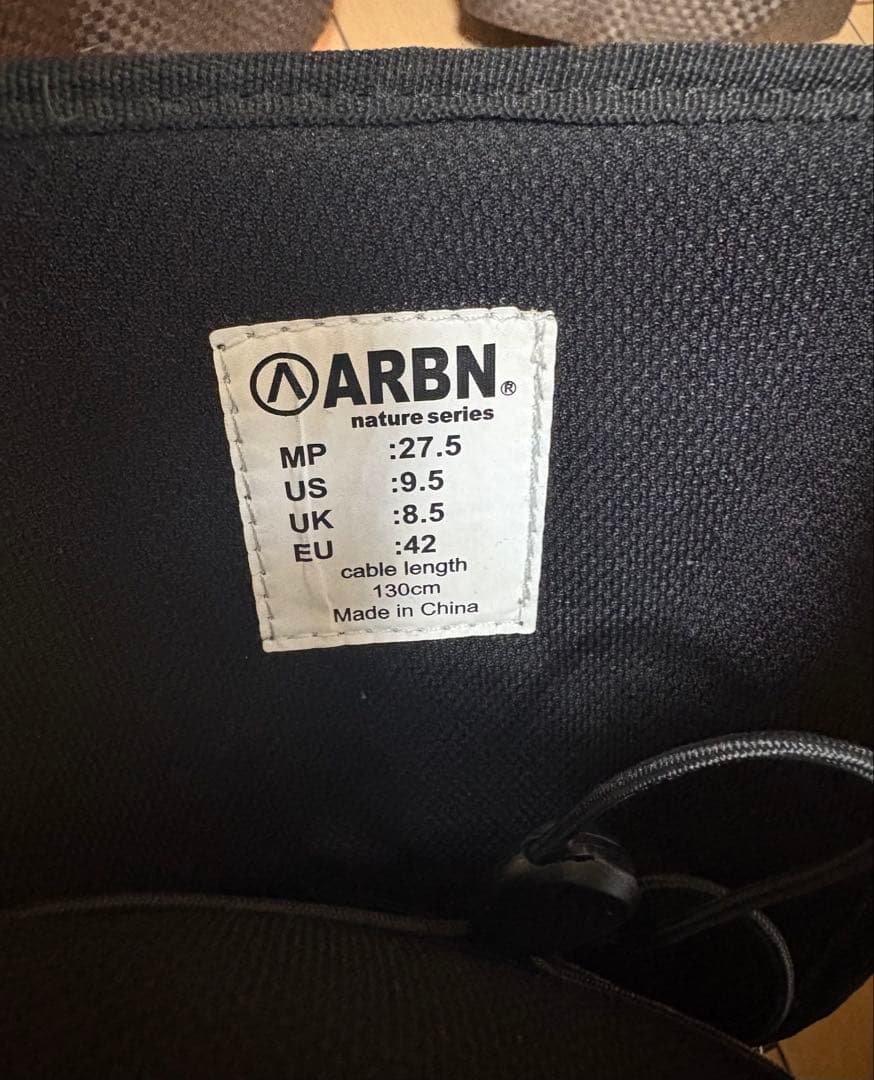 ARBN®
nature series
MP :27.5
US :9.5
UK :8.5
EU :42
cable length
130cm
Made in China